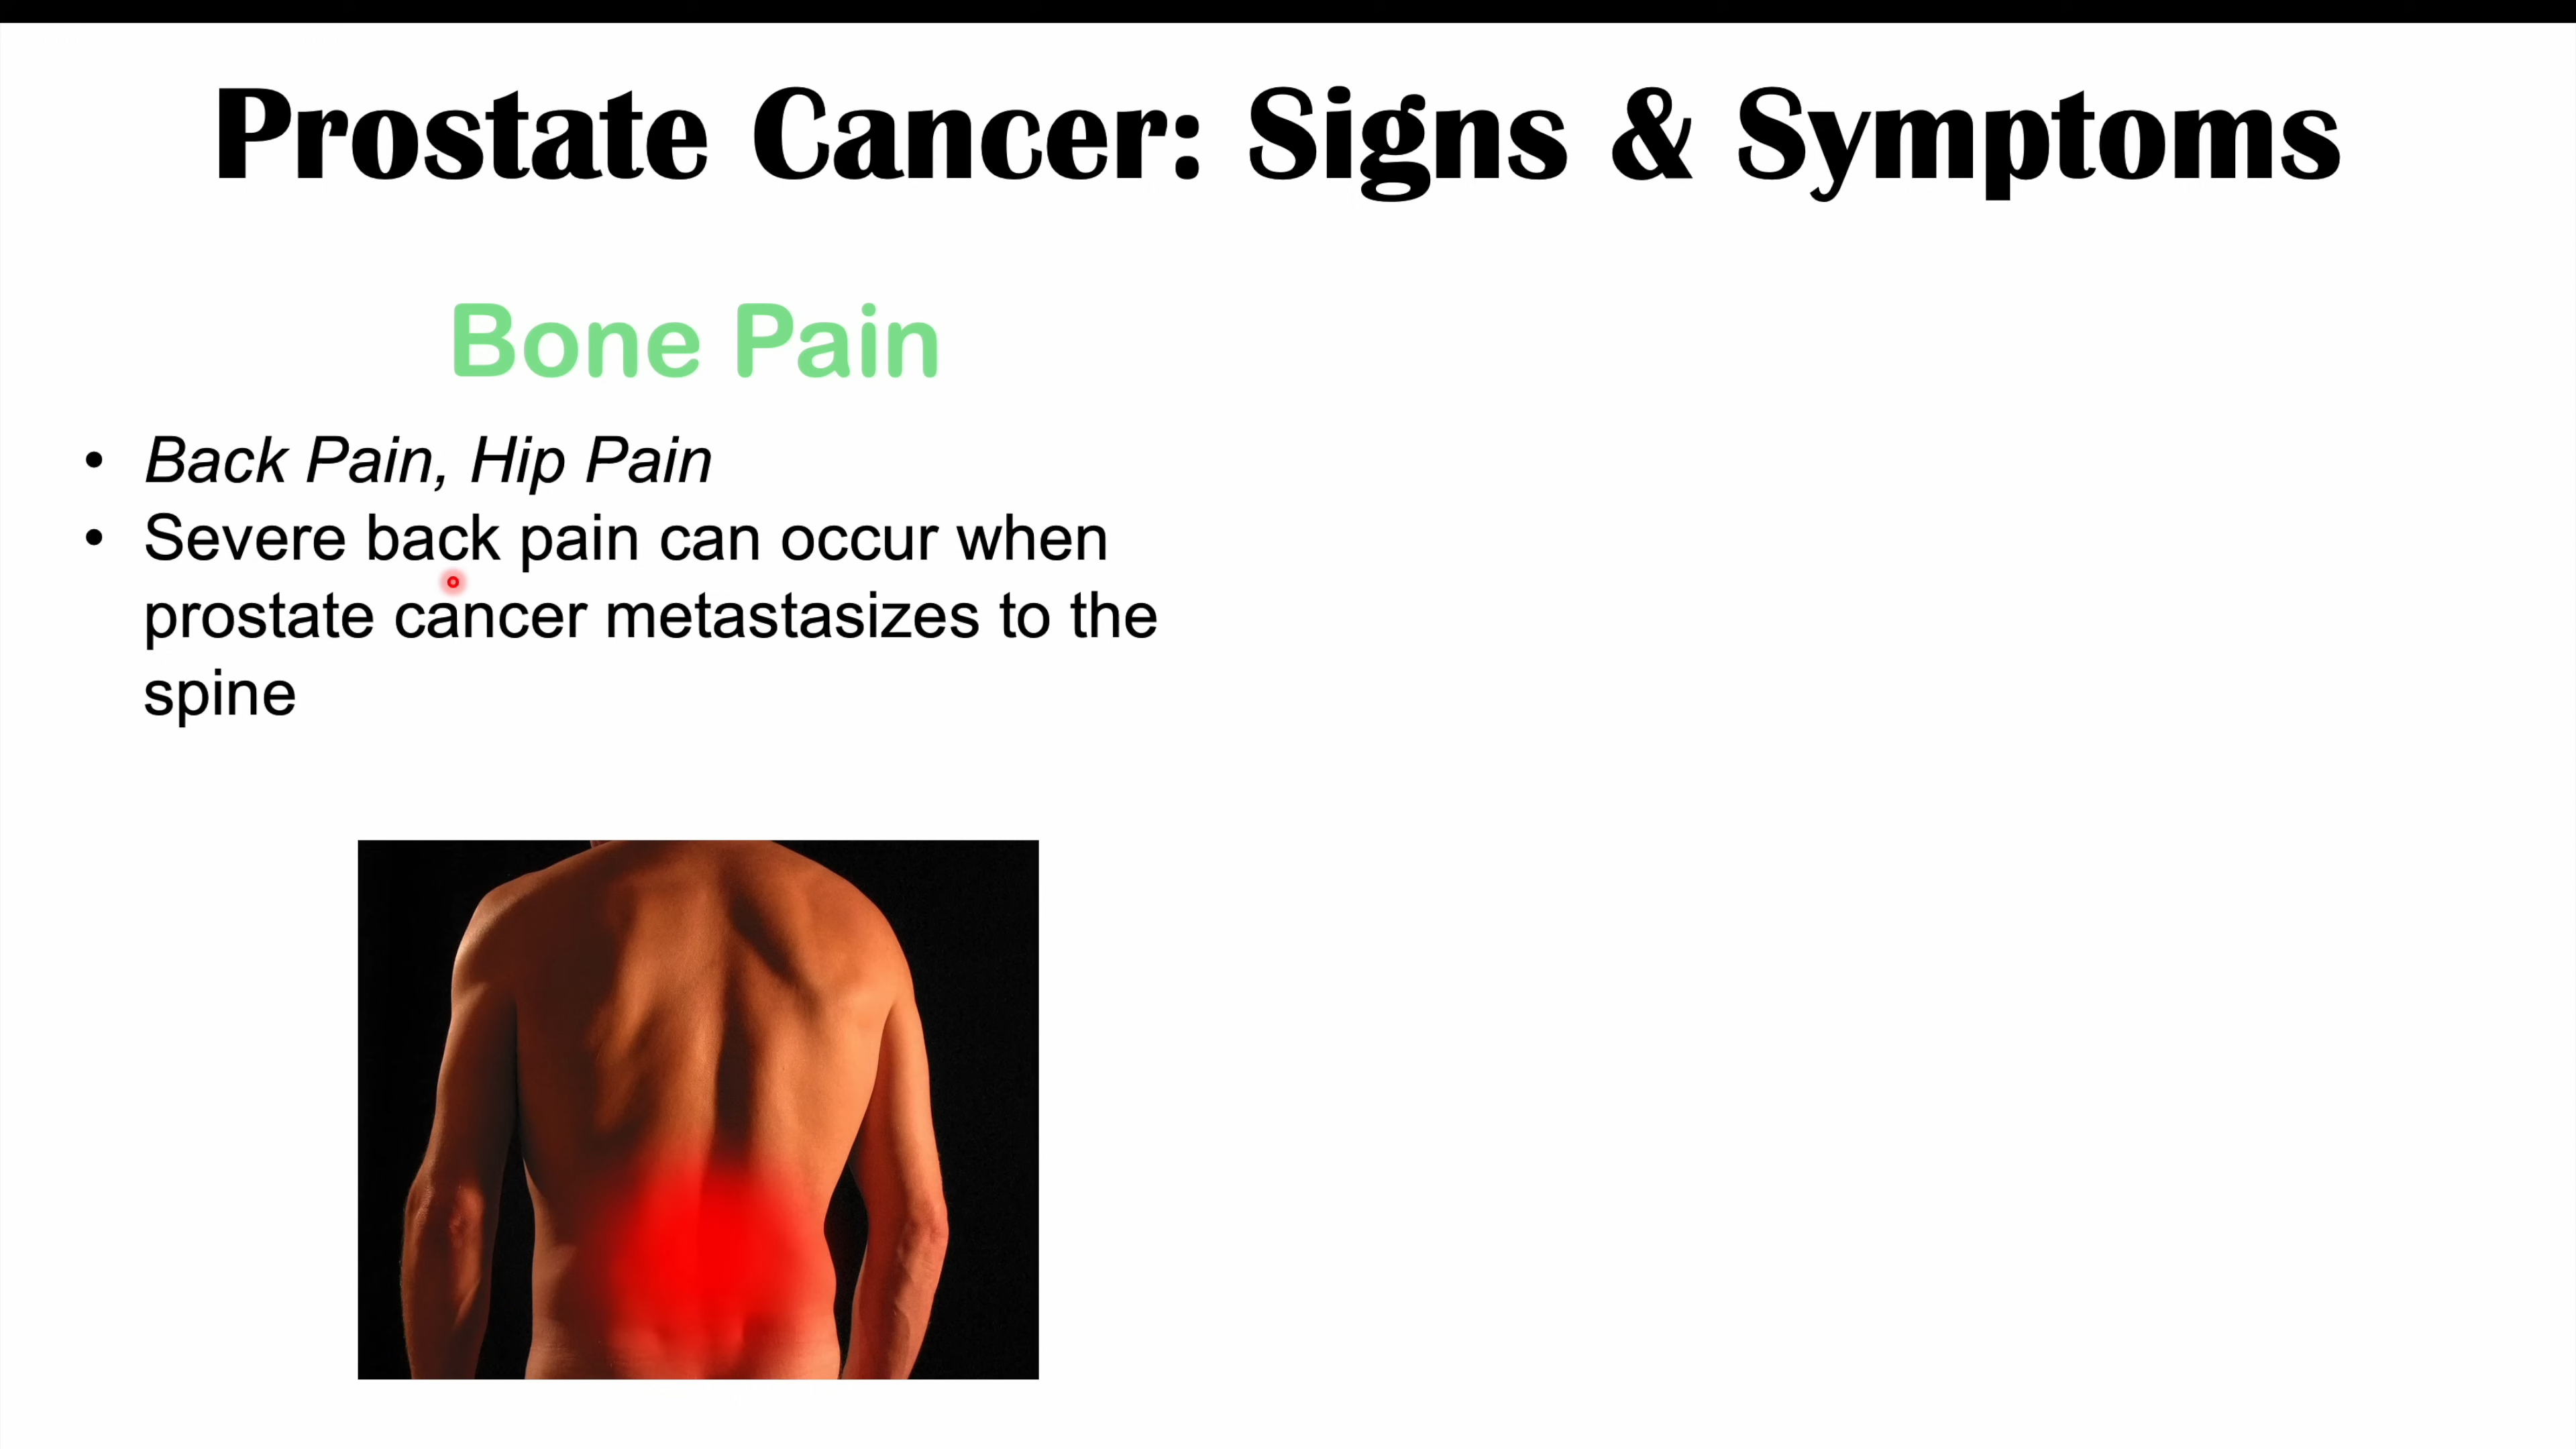 Prostate Cancer: Signs & Symptoms
Bone Pain
• Back Pain, Hip Pain
• Severe back pain can occur when
prostate cancer metastasizes to the
spine